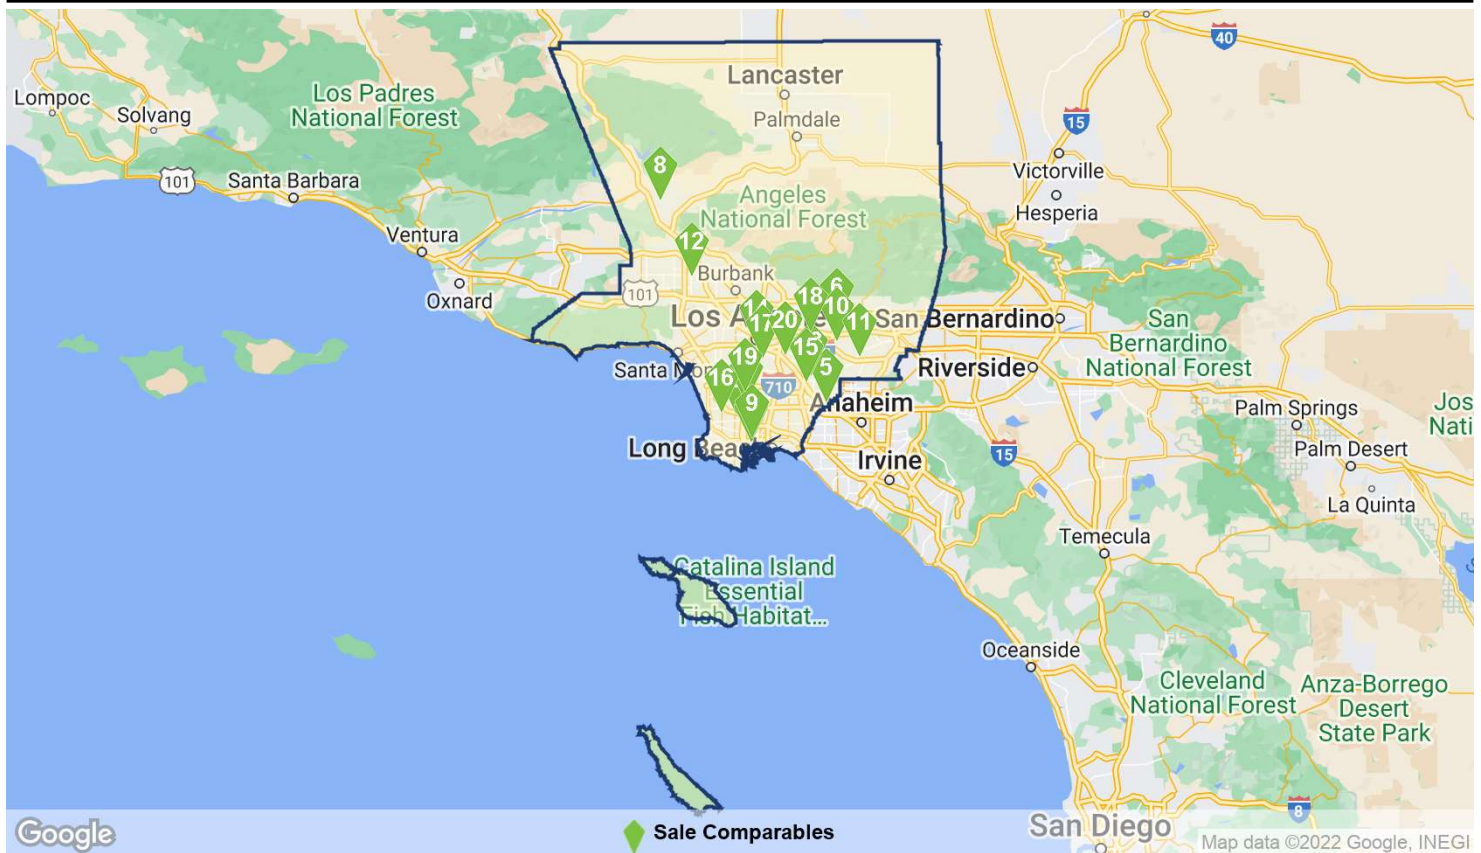 40
Lancaster
Lompoc
Solvang
Los Padres
National Forest
Palmdale
15
101
Santa Barbara
8
Angeles
National Forest
Victorville
Hesperia
Ventura
12
Burbank
Oxnard
101
18
6
10
20
11
17
San Bernardino
San
Bernardino
National Forest
15
19
5
16
710
9
Riverside
Anaheim
Palm Springs
Palm Desert
La Quinta
Long Beach
Irvine
15
Temecula
Catalina Island
Essential
Fish Habitat...
Oceanside
Cleveland
National Forest
Anza-Borrego
Desert
State Park
8
San Diego
Google
Sale Comparables
Map data ©2022 Google, INEGI